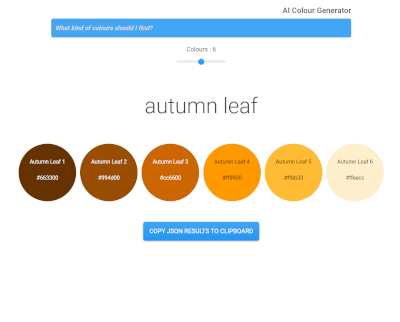 AI Colour Generator
What kind of colours should I find?
Colours : 6
autumn leaf
Autumn Leaf 1
Autumn Leaf 2
Autumn Leaf 3
Autumn Leaf 4
Autumn Leaf 5
Autumn Leaf 6
#663300
#994d00
#cc6600
#ff9900
#ffbb33
#ffeecc
COPY JSON RESULTS TO CLIPBOARD